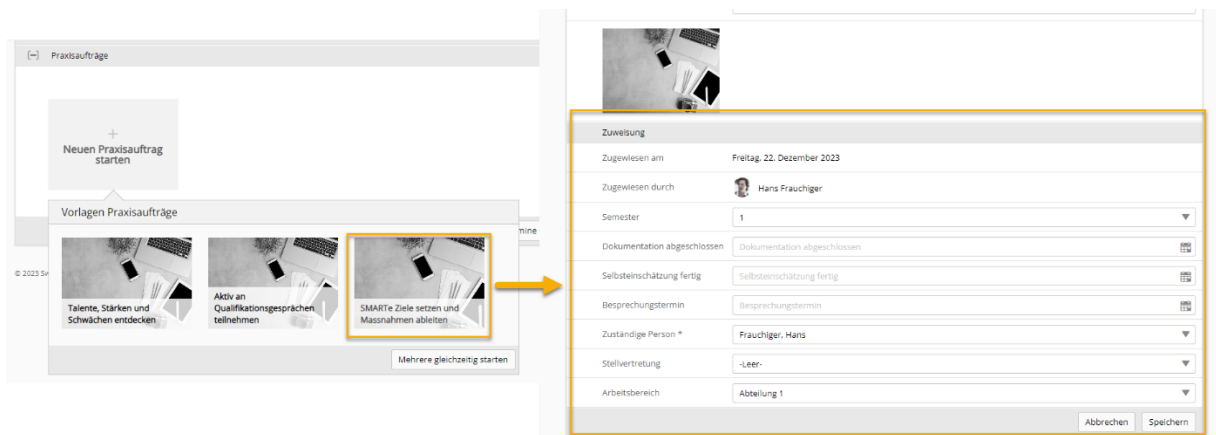 [—] Praxisaufträge
+
Neuen Praxisauftrag
starten
Vorlagen Praxisaufträge
Talente, Stärken und
Schwächen entdecken
Aktiv an
Qualifikationsgesprächen
teilnehmen
SMARTe Ziele setzen und
Massnahmen ableiten
Mehrere gleichzeitig starten
© 2023
Zuweisung
Zugewiesen am Freitag, 22. Dezember 2023
Zugewiesen durch Hans Frauchiger
Semester 1
Dokumentation abgeschlossen Dokumentation abgeschlossen
Selbsteinschätzung fertig Selbsteinschätzung fertig
Besprechungstermin Besprechungstermin
Zuständige Person * Frauchiger, Hans
Stellvertretung -Leer-
Arbeitsbereich Abteilung 1
Abbrechen Speichern